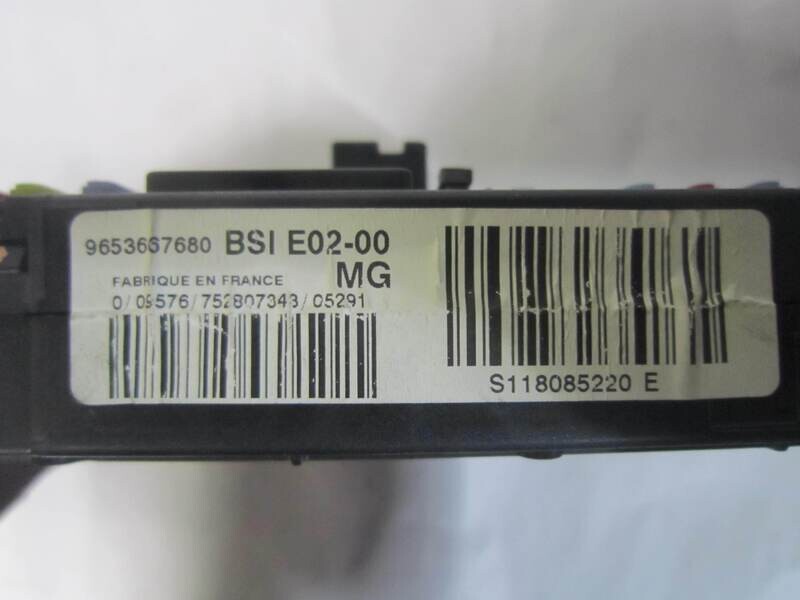 9653667680 BSI E02-00
MG
FABRIQUE EN FRANCE
0/09576/752807343/05291
S118085220 E